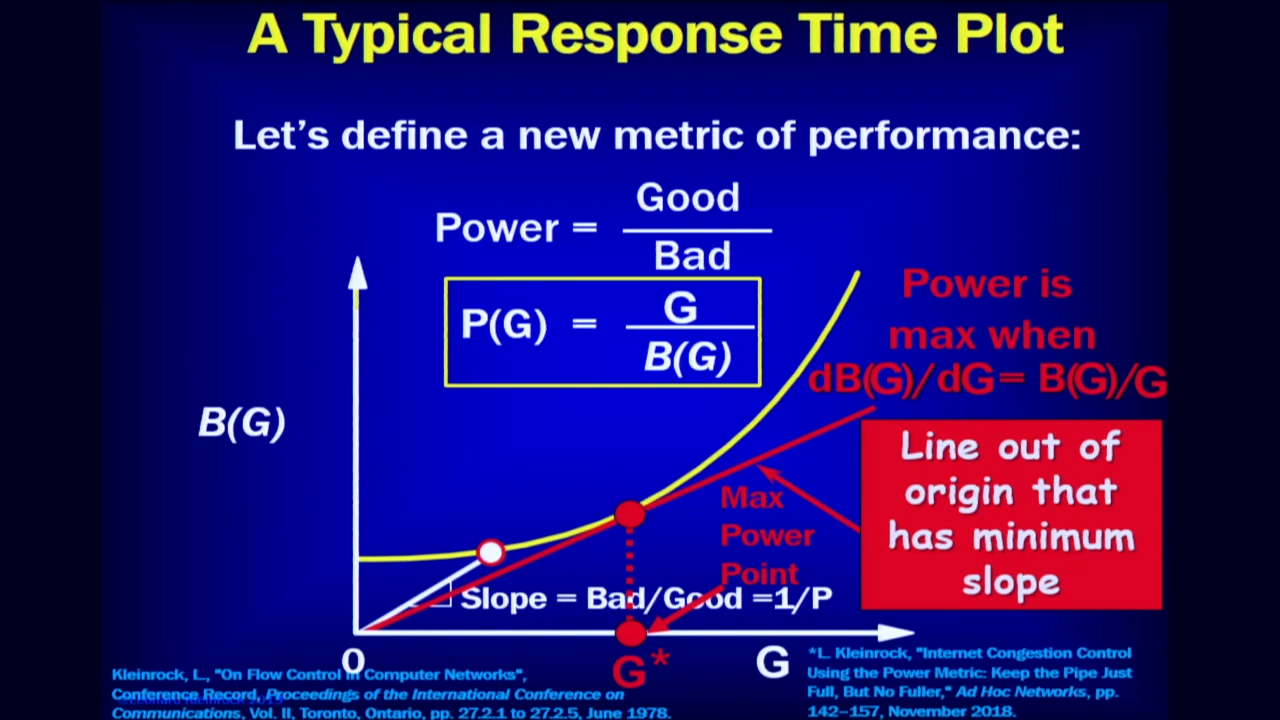 A Typical Response Time Plot
Let's define a new metric of performance:
Power = Good
Bad
P(G) = G
B(G)
Power is
max when
dB(G)/dG= B(G)/G
B(G)
Line out of
origin that
has minimum
slope
Max
Power
Point
Slope = Bad/Good =1/P
0
G*
G
Kleinrock, L., "On Flow Control in Computer Networks",
Conference Record, Proceedings of the International Conference on
Communications, Vol. II, Toronto, Ontario, pp. 27.2.1 to 27.2.5, June 1978.
*L. Kleinrock, "Internet Congestion Control
Using the Power Metric: Keep the Pipe Just
Full, But No Fuller," Ad Hoc Networks, pp.
142–157, November 2018.